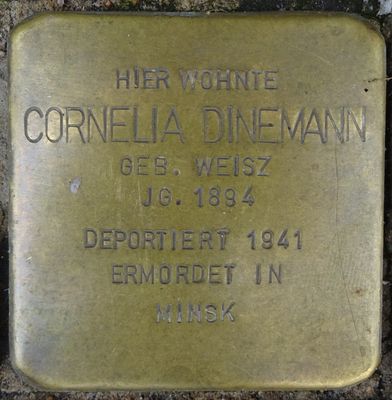 HIER WOHNTE
CORNELIA DINEMANN
GEB. WEISZ
JG. 1894
DEPORTIERT 1941
ERMORDET IN
MINSK